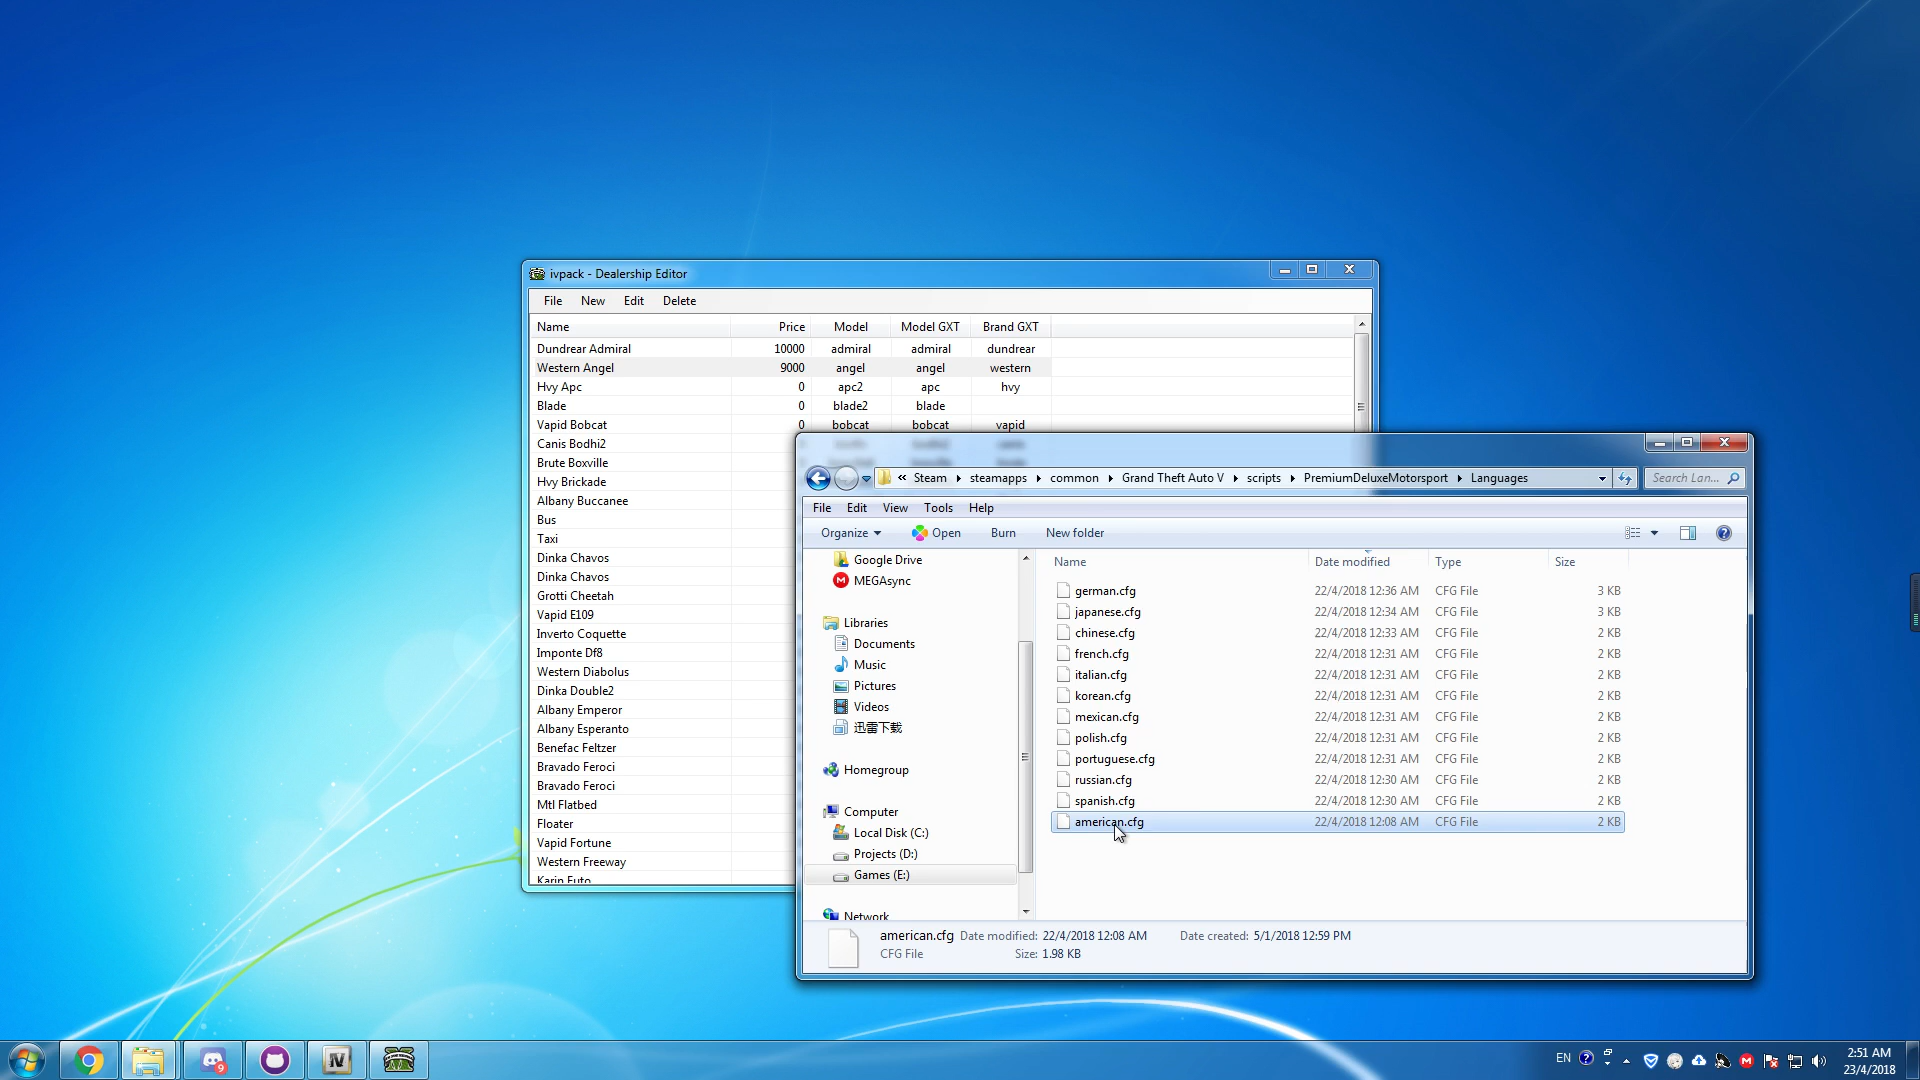 ivpack - Dealership Editor
File New Edit Delete
Name Price Model Model GXT Brand GXT
Dundrear Admiral 10000 admiral admiral dundrear
Western Angel 9000 angel angel western
Hvy Apc 0 apc2 apc hvy
Blade 0 blade2 blade
Vapid Bobcat 0 bobcat bobcat vapid
Canis Bodhi2
Brute Boxville
Hvy Brickade
Albany Buccanee
Bus
Taxi
Dinka Chavos
Dinka Chavos
Grotti Cheetah
Vapid E109
Inverto Coquette
Imponte Df8
Western Diabolus
Dinka Double2
Albany Emperor
Albany Esperanto
Benefac Feltzer
Bravado Feroci
Bravado Feroci
Mtl Flatbed
Floater
Vapid Fortune
Western Freeway
Karin Futo
« Steam steamapps common Grand Theft Auto V scripts PremiumDeluxeMotorsport Languages
Search Lan...
File Edit View Tools Help
Organize Open Burn New folder
Google Drive
MEGAsync
Libraries
Documents
Music
Pictures
Videos
迅雷下载
Homegroup
Computer
Local Disk (C:)
Projects (D:)
Games (E:)
Network
Name Date modified Type Size
german.cfg 22/4/2018 12:36 AM CFG File 3 KB
japanese.cfg 22/4/2018 12:34 AM CFG File 3 KB
chinese.cfg 22/4/2018 12:33 AM CFG File 2 KB
french.cfg 22/4/2018 12:31 AM CFG File 2 KB
italian.cfg 22/4/2018 12:31 AM CFG File 2 KB
korean.cfg 22/4/2018 12:31 AM CFG File 2 KB
mexican.cfg 22/4/2018 12:31 AM CFG File 2 KB
polish.cfg 22/4/2018 12:31 AM CFG File 2 KB
portuguese.cfg 22/4/2018 12:31 AM CFG File 2 KB
russian.cfg 22/4/2018 12:30 AM CFG File 2 KB
spanish.cfg 22/4/2018 12:30 AM CFG File 2 KB
american.cfg 22/4/2018 12:08 AM CFG File 2 KB
american.cfg Date modified: 22/4/2018 12:08 AM Date created: 5/1/2018 12:59 PM
CFG File Size: 1.98 KB
9
IV
EN
2:51 AM
23/4/2018